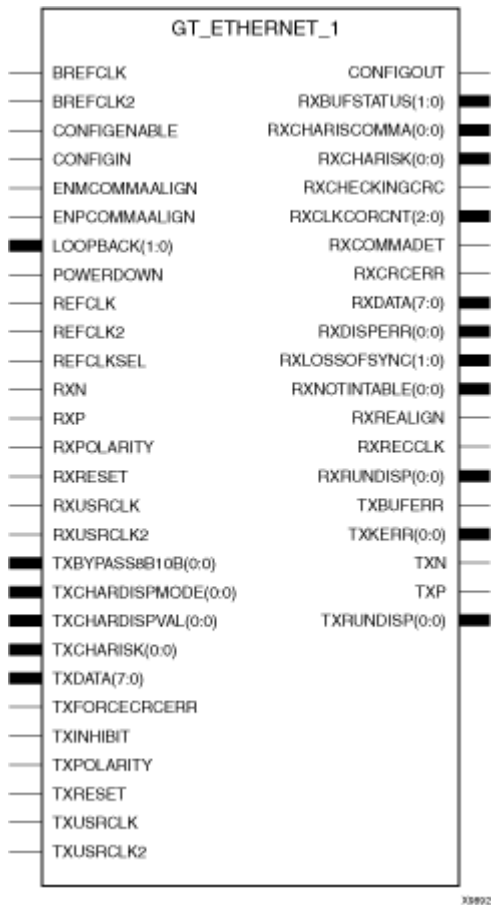 GT_ETHERNET_1
BREFCLK
BREFCLK2
CONFIGENABLE
CONFIGIN
ENMCOMMAALIGN
ENPCOMMAALIGN
LOOPBACK(1:0)
POWERDOWN
REFCLK
REFCLK2
REFCLKSEL
RXN
RXP
RXPOLARITY
RXRESET
RXUSRCLK
RXUSRCLK2
TXBYPASS8B10B(0:0)
TXCHARDISPMODE(0:0)
TXCHARDISPVAL(0:0)
TXCHARISK(0:0)
TXDATA(7:0)
TXFORCECRCERR
TXINHIBIT
TXPOLARITY
TXRESET
TXUSRCLK
TXUSRCLK2
CONFIGOUT
RXBUFSTATUS(1:0)
RXCHARISCOMMA(0:0)
RXCHARISK(0:0)
RXCHECKINGCRC
RXCLKCORCNT(2:0)
RXCOMMADET
RXCRCERR
RXDATA(7:0)
RXDISPERR(0:0)
RXLOSSOFSYNC(1:0)
RXNOTINTABLE(0:0)
RXREALIGN
RXRECCLK
RXRUNDISP(0:0)
TXBUFERR
TXKERR(0:0)
TXN
TXP
TXRUNDISP(0:0)
X9892